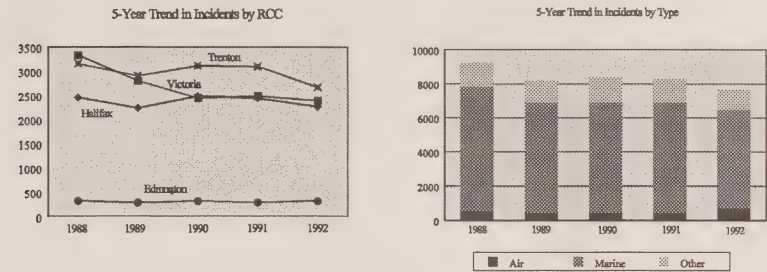 5-Year Trend in Incidents by RCC
3500
3000
2500
2000
1500
1000
500
0
Trenton
Victoria
Halifax
Edmonton
1988
1989
1990
1991
1992
5-Year Trend in Incidents by Type
10000
8000
6000
4000
2000
0
1988
1989
1990
1991
1992
Air
Marine
Other